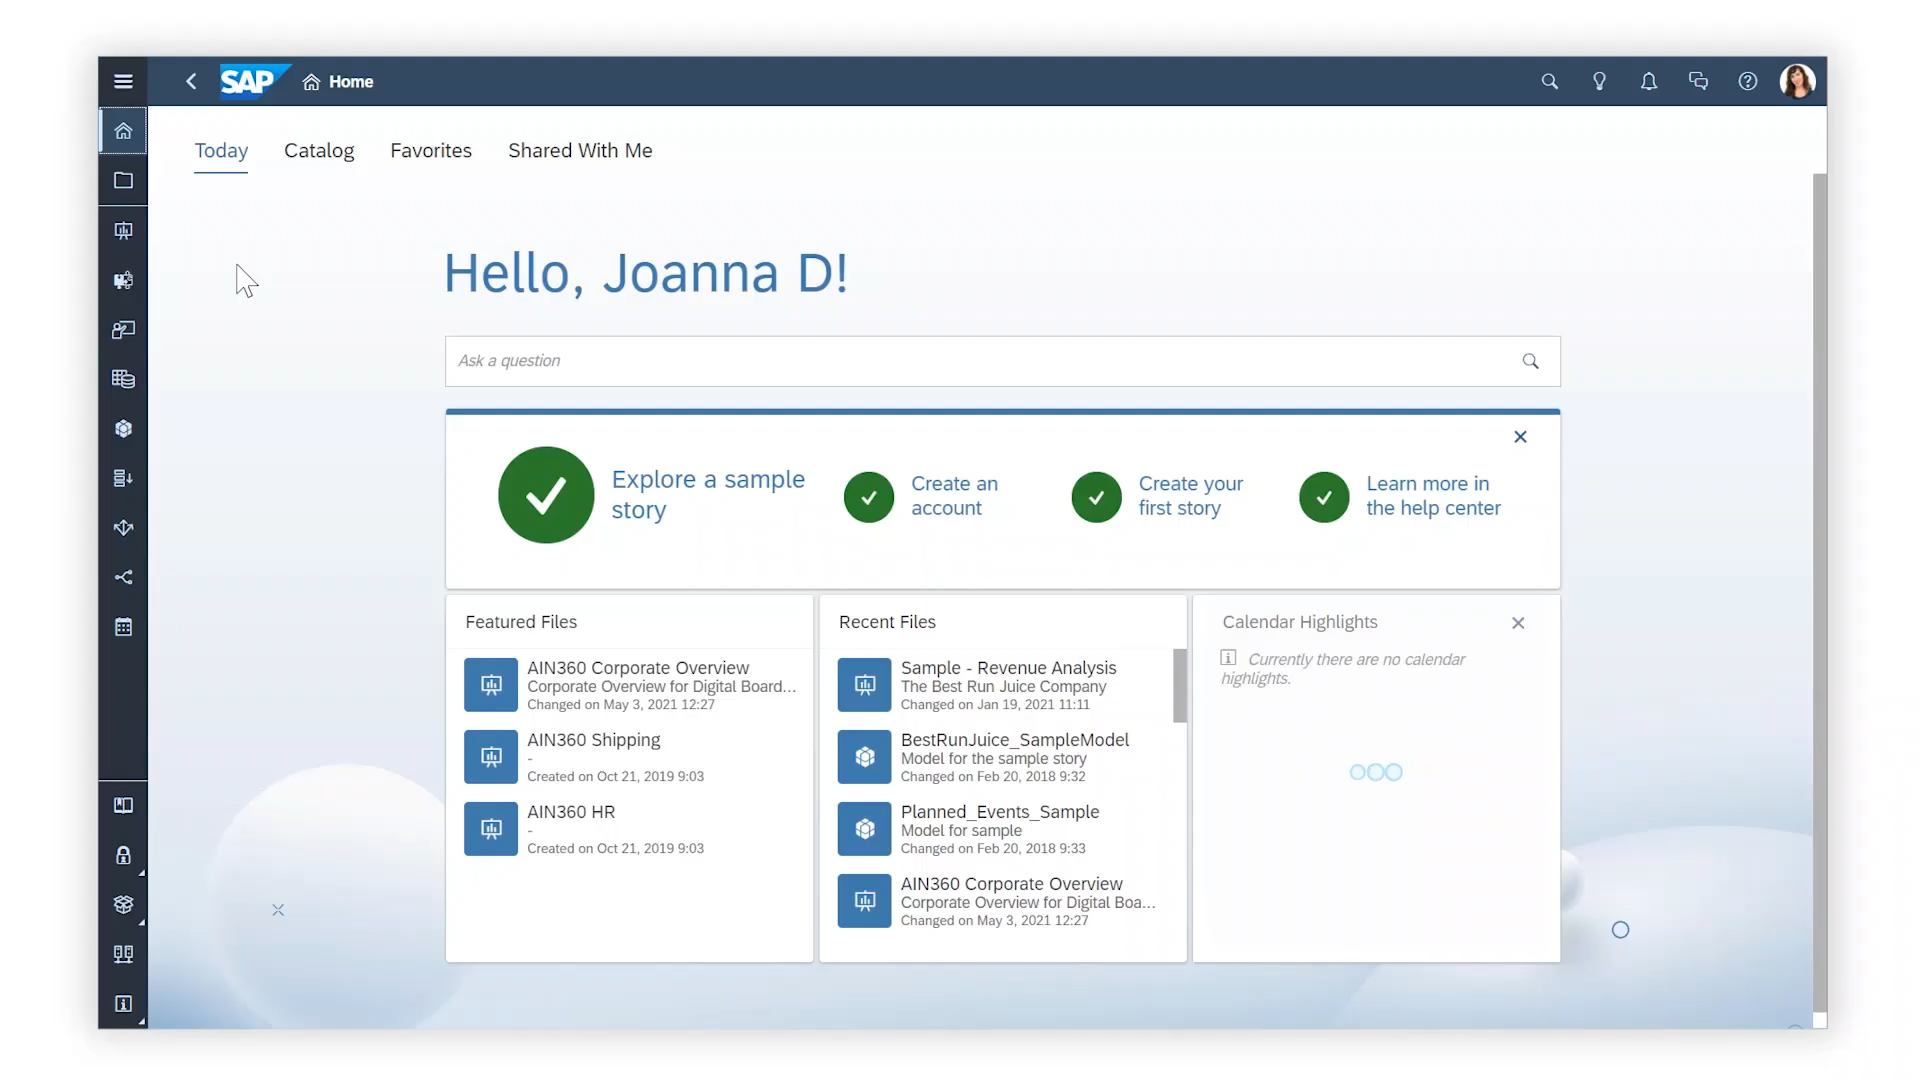 SAP Home
Today Catalog Favorites Shared With Me
Hello, Joanna D!
Ask a question
Explore a sample
story
Create an
account
Create your
first story
Learn more in
the help center
Featured Files
AIN360 Corporate Overview
Corporate Overview for Digital Board...
Changed on May 3, 2021 12:27
AIN360 Shipping
-
Created on Oct 21, 2019 9:03
AIN360 HR
-
Created on Oct 21, 2019 9:03
Recent Files
Sample - Revenue Analysis
The Best Run Juice Company
Changed on Jan 19, 2021 11:11
BestRunJuice_SampleModel
Model for the sample story
Changed on Feb 20, 2018 9:32
Planned_Events_Sample
Model for sample
Changed on Feb 20, 2018 9:33
AIN360 Corporate Overview
Corporate Overview for Digital Boa...
Changed on May 3, 2021 12:27
Calendar Highlights
Currently there are no calendar
highlights.